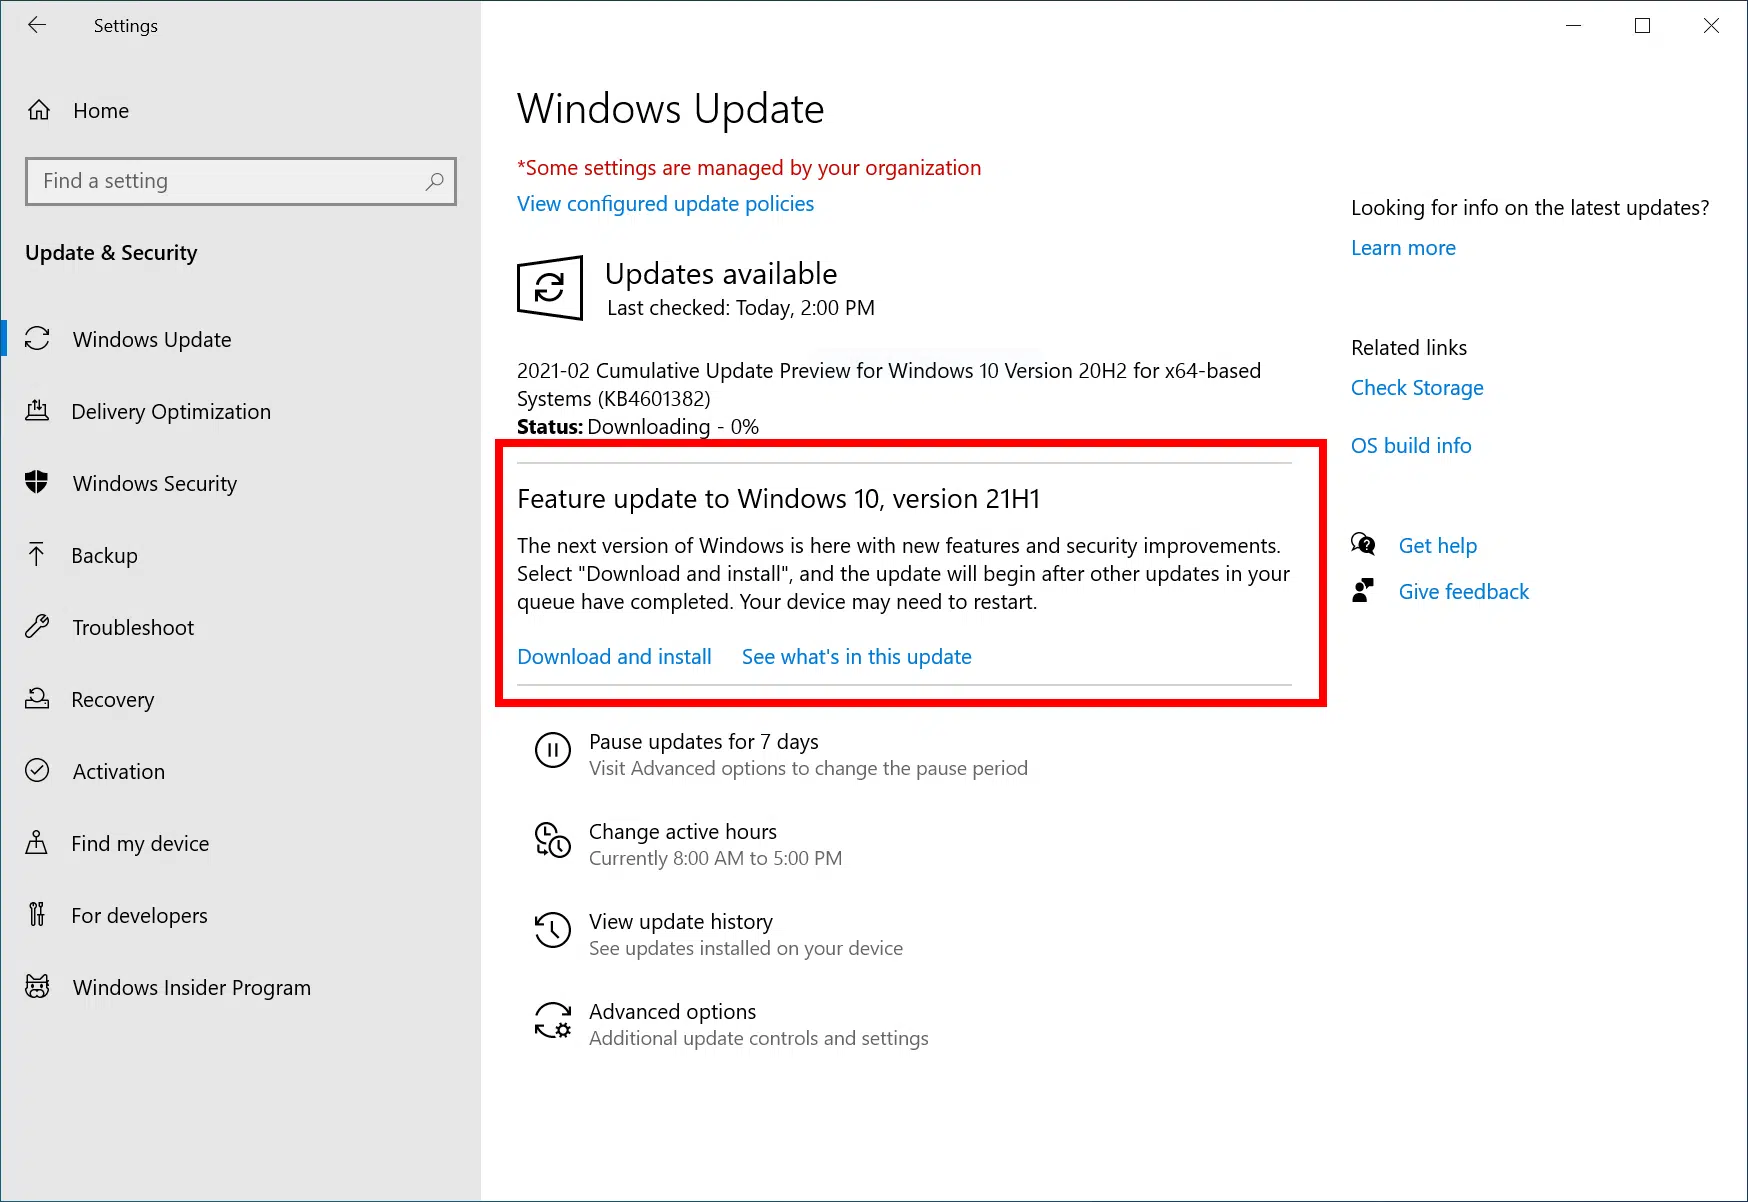 Settings
Home
Find a setting
Update & Security
Windows Update
Delivery Optimization
Windows Security
Backup
Troubleshoot
Recovery
Activation
Find my device
For developers
Windows Insider Program
Windows Update
*Some settings are managed by your organization
View configured update policies
Updates available
Last checked: Today, 2:00 PM
2021-02 Cumulative Update Preview for Windows 10 Version 20H2 for x64-based
Systems (KB4601382)
Status: Downloading - 0%
Feature update to Windows 10, version 21H1
The next version of Windows is here with new features and security improvements.
Select "Download and install", and the update will begin after other updates in your
queue have completed. Your device may need to restart.
Download and install See what's in this update
Pause updates for 7 days
Visit Advanced options to change the pause period
Change active hours
Currently 8:00 AM to 5:00 PM
View update history
See updates installed on your device
Advanced options
Additional update controls and settings
Looking for info on the latest updates?
Learn more
Related links
Check Storage
OS build info
Get help
Give feedback